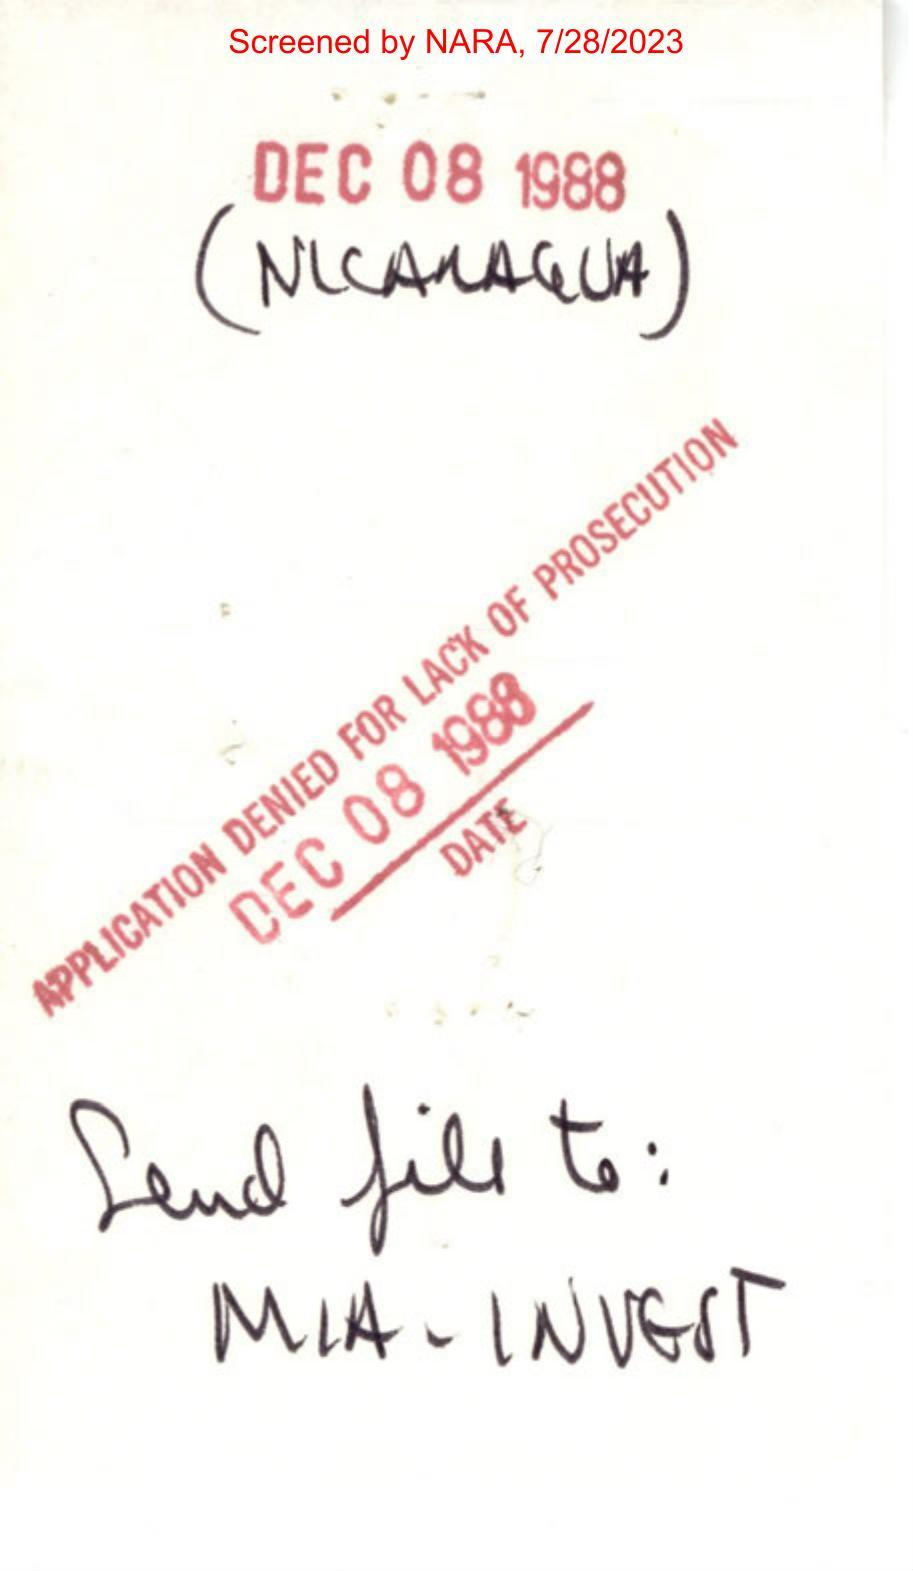 Screened by NARA, 7/28/2023
DEC 08 1988
(NICARAGUA)
APPLICATION DENIED FOR LACK OF PROSECUTION
DEC 08 1988
DATE
Send file to:
MIA - INVEST